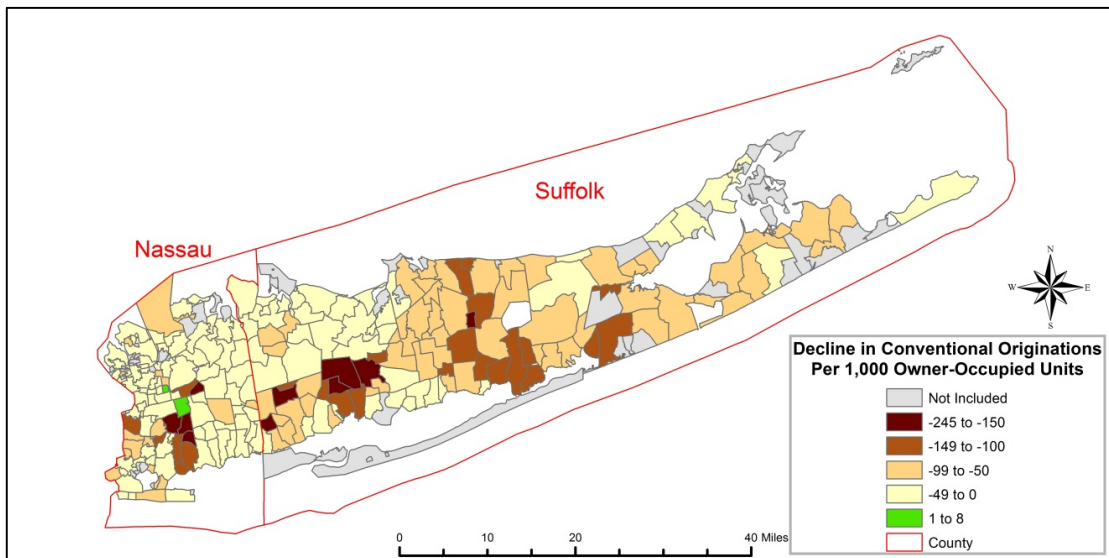 Suffolk
Nassau
N
W
E
S
Decline in Conventional Originations
Per 1,000 Owner-Occupied Units
Not Included
-245 to -150
-149 to -100
-99 to -50
-49 to 0
1 to 8
County
0 10 20 40 Miles